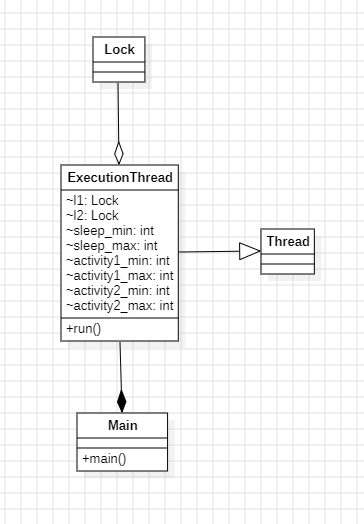 Lock
ExecutionThread
~l1: Lock
~l2: Lock
~sleep_min: int
~sleep_max: int
~activity1_min: int
~activity1_max: int
~activity2_min: int
~activity2_max: int
+run()
Thread
Main
+main()